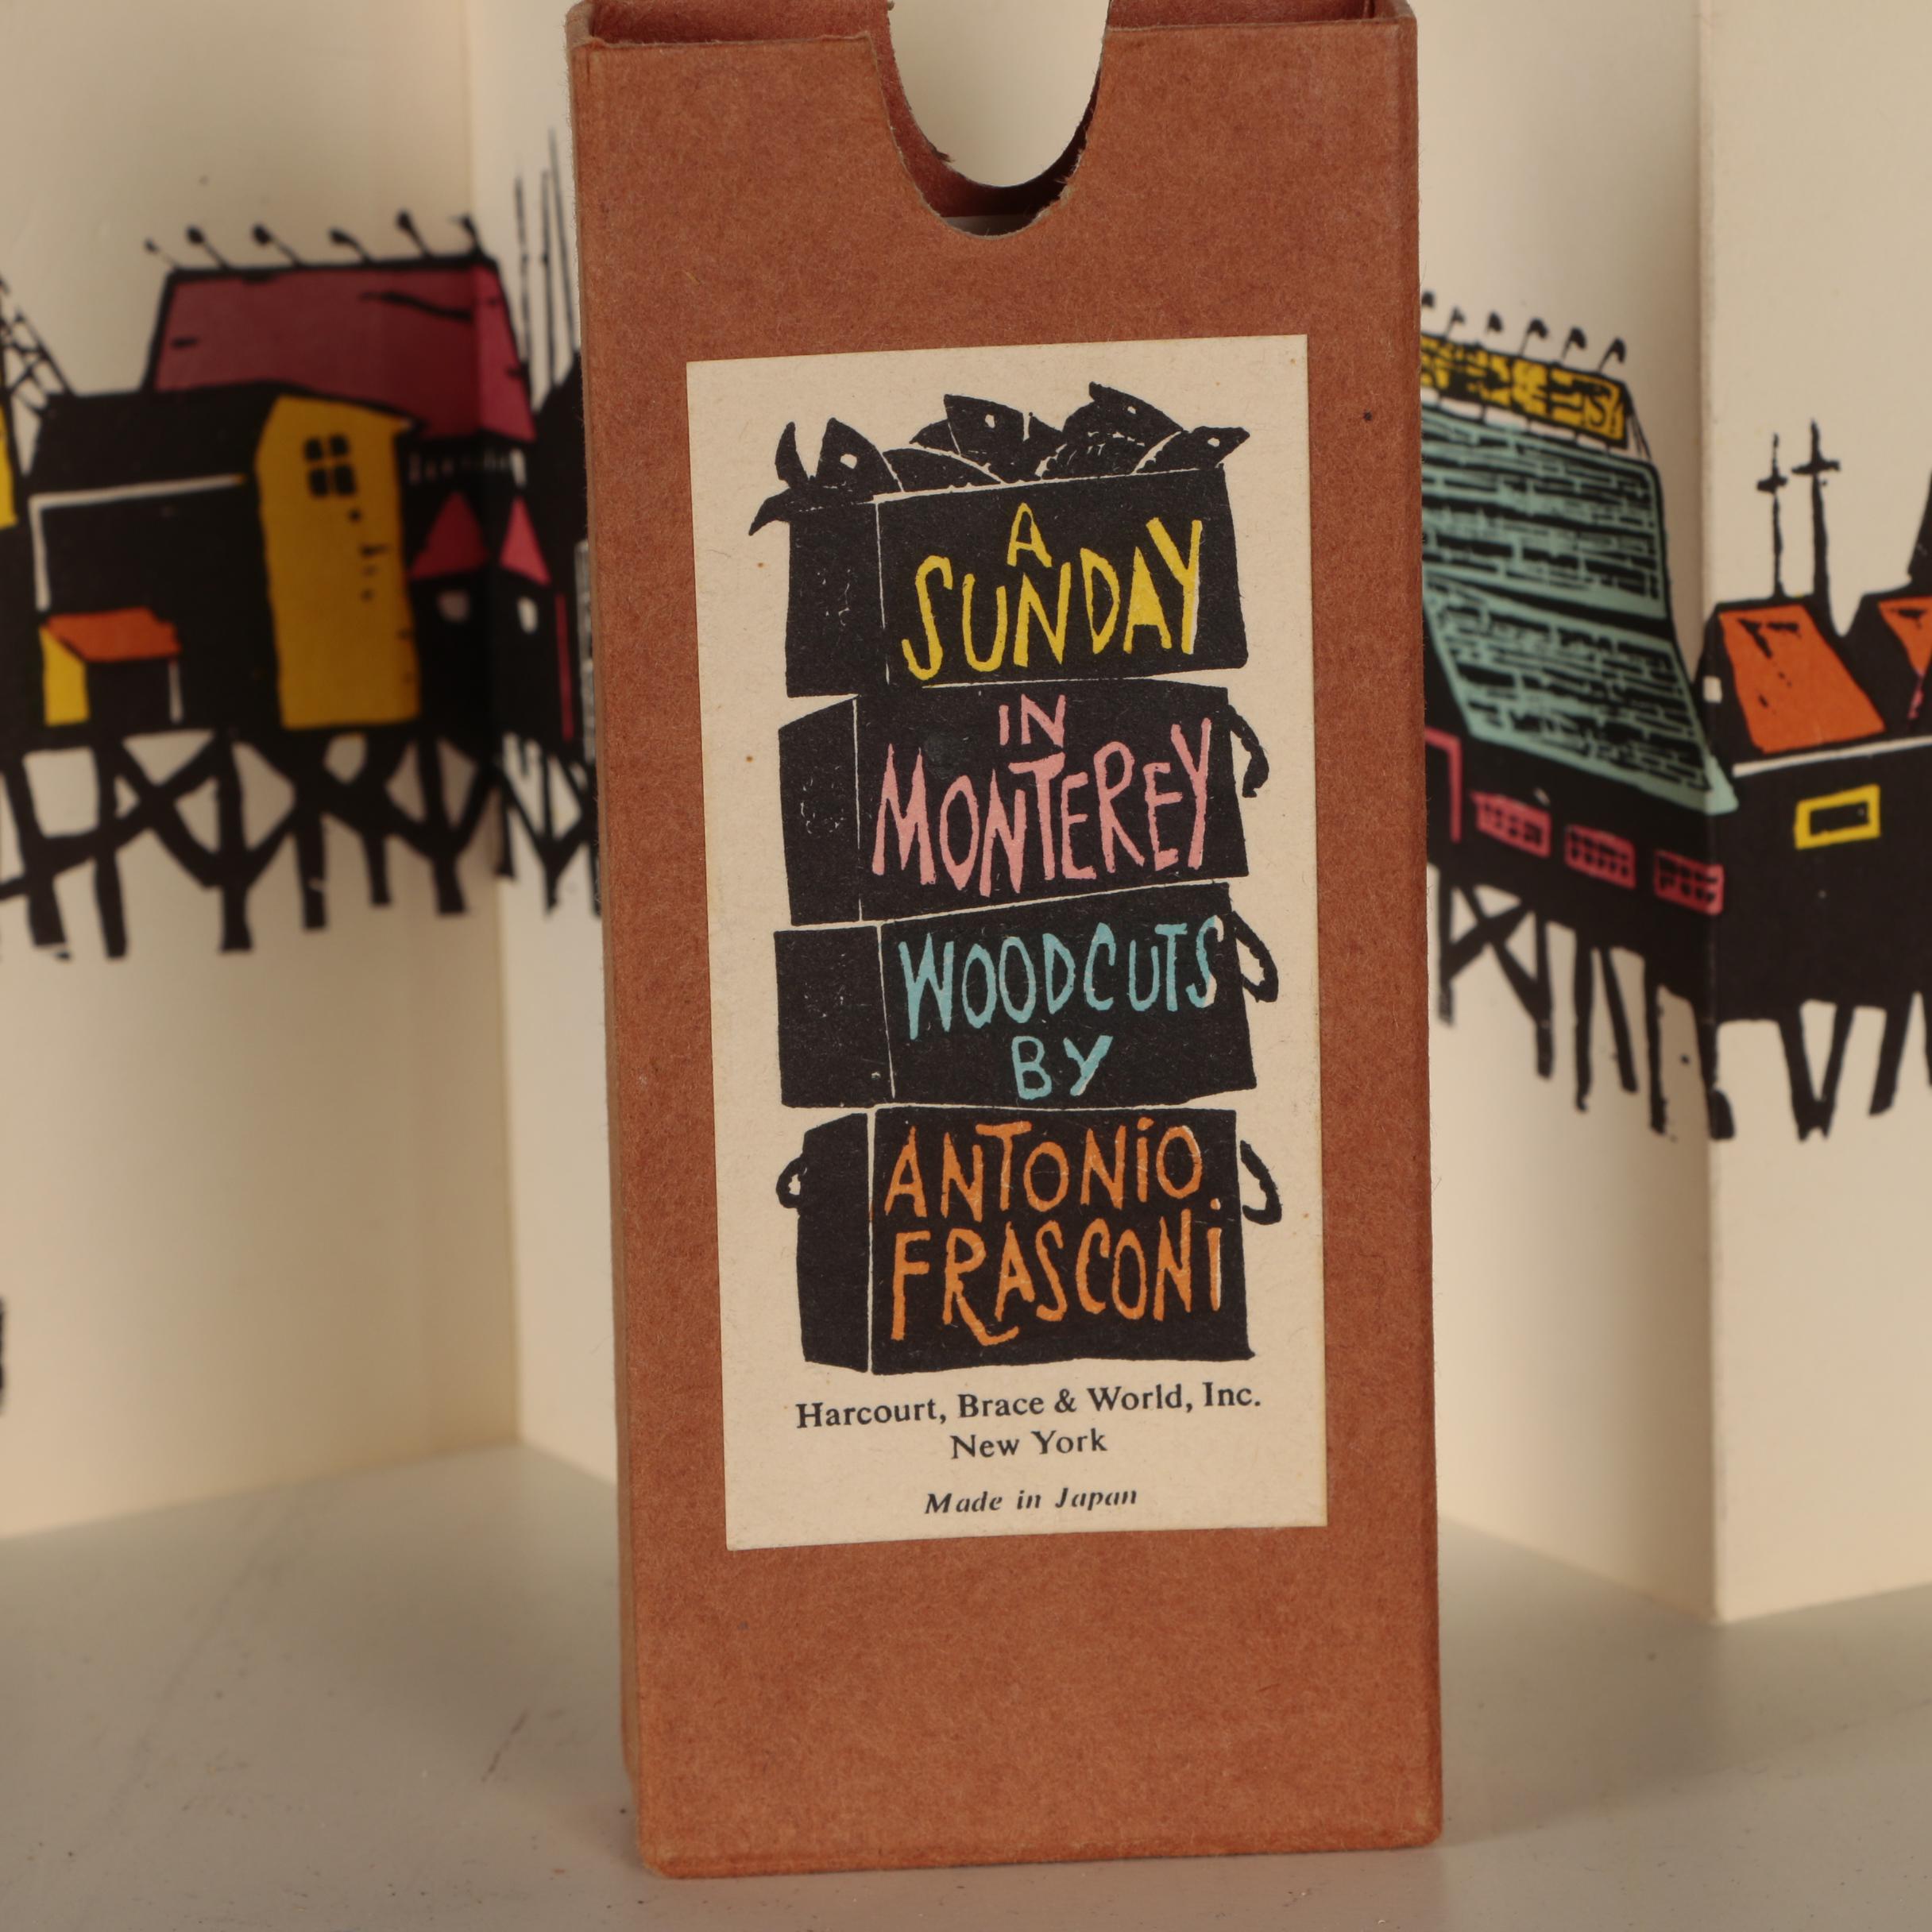 A
SUNDAY
IN
MONTEREY
WOODCUTS
BY
ANTONiO
FRASCONi
Harcourt, Brace & World, Inc.
New York
Made in Japan